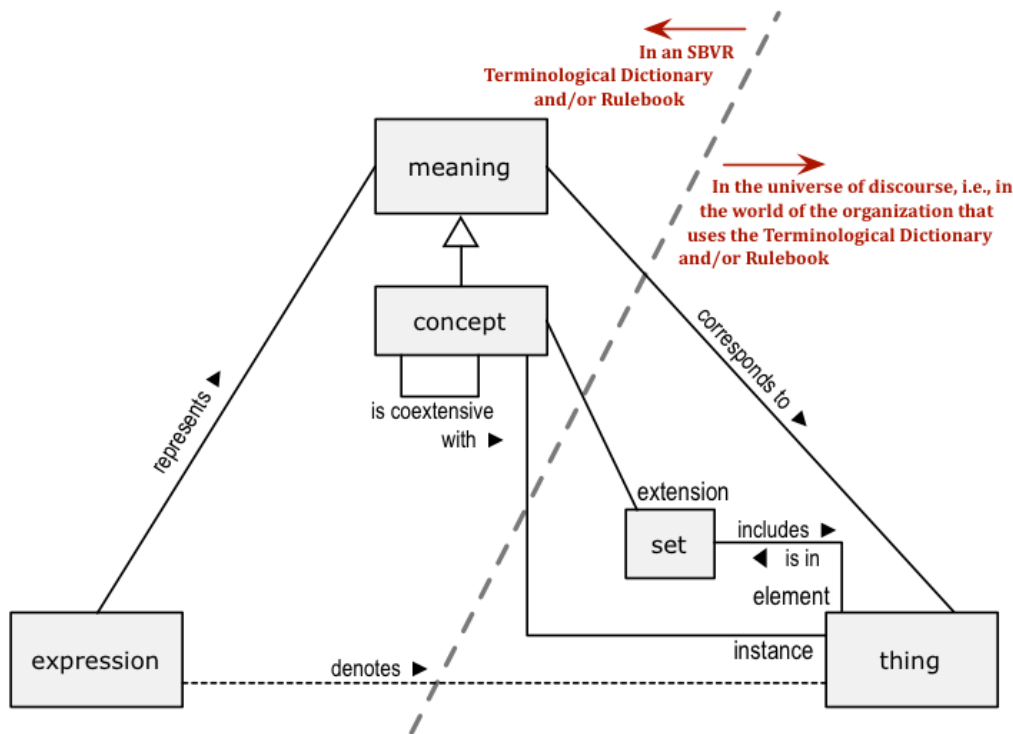 In an SBVR
Terminological Dictionary
and/or Rulebook
meaning
In the universe of discourse, i.e., in
the world of the organization that
uses the Terminological Dictionary
and/or Rulebook
concept
corresponds to ▶
represents ▶
is coextensive
with ▶
extension
set
includes ▶
◀ is in
element
expression
denotes ▶
instance
thing